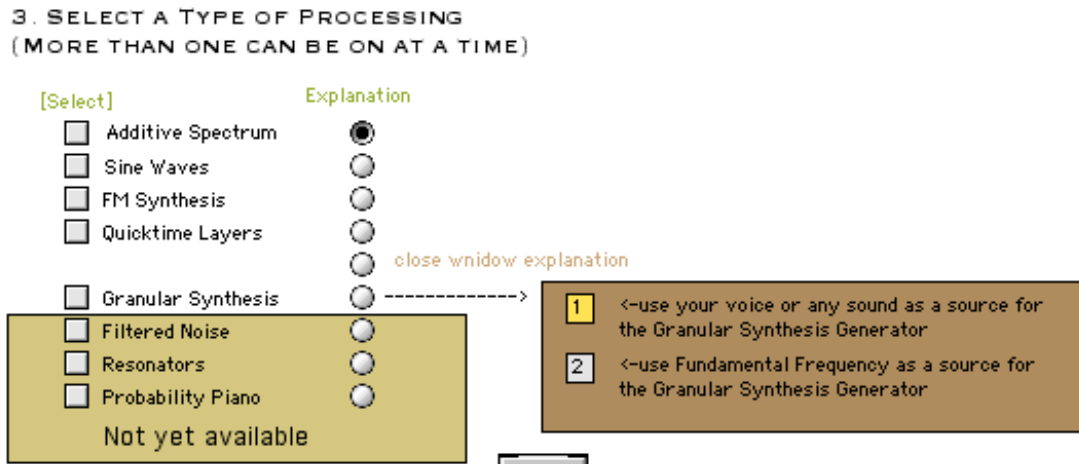 3. Select a Type of Processing
(More than one can be on at a time)
[Select] Explanation
Additive Spectrum
Sine Waves
FM Synthesis
Quicktime Layers
close wnidow explanation
Granular Synthesis -------------->
1 <-use your voice or any sound as a source for
the Granular Synthesis Generator
Filtered Noise
Resonators
2 <-use Fundamental Frequency as a source for
the Granular Synthesis Generator
Probability Piano
Not yet available